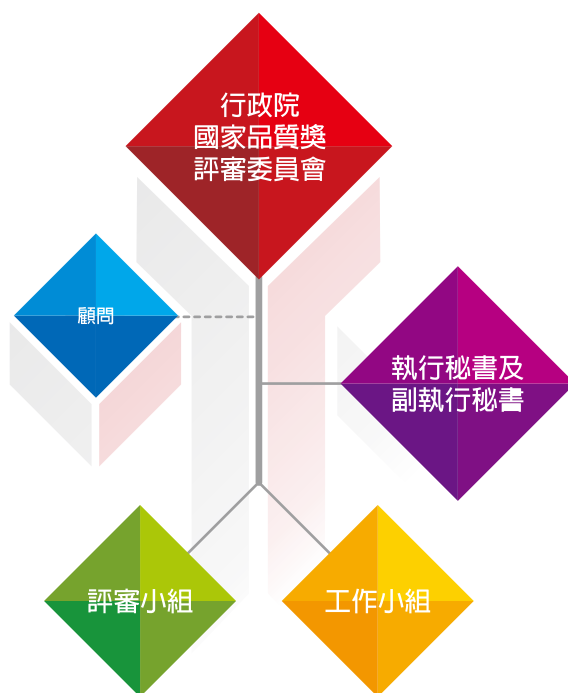 行政院
國家品質獎
評審委員會
顧問
執行秘書及
副執行秘書
評審小組
工作小組